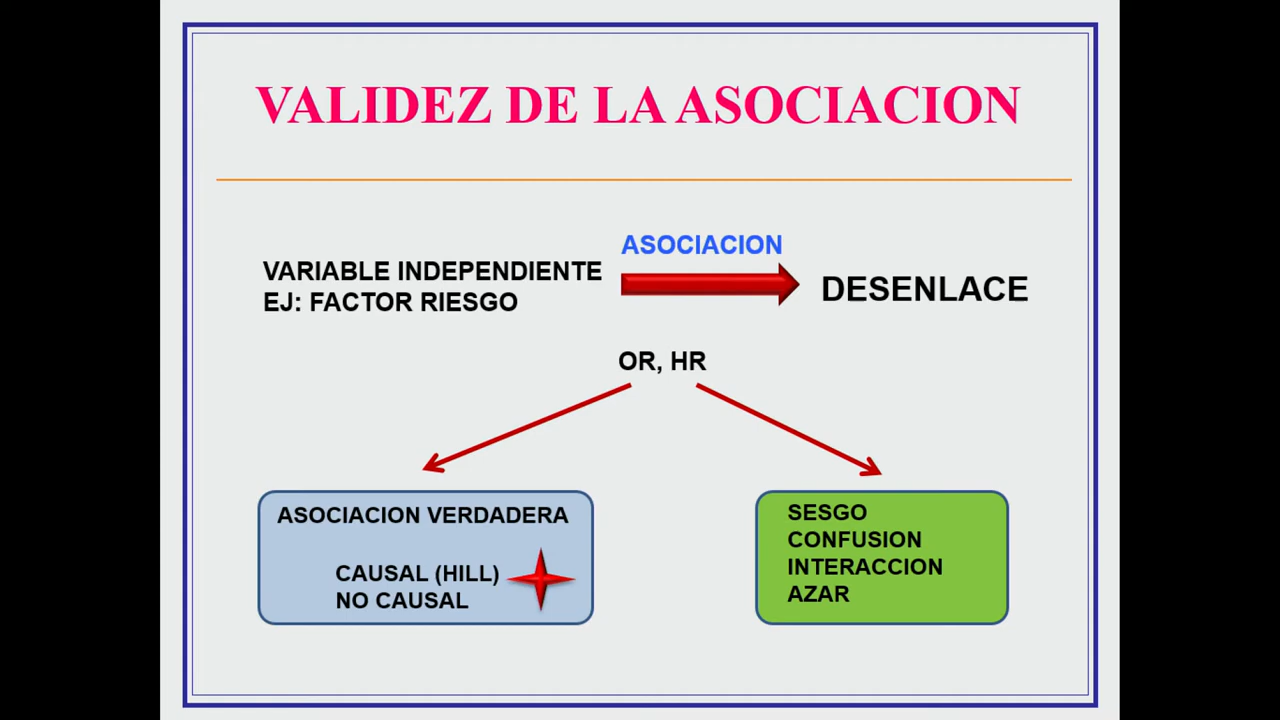 VALIDEZ DE LA ASOCIACION
ASOCIACION
VARIABLE INDEPENDIENTE
EJ: FACTOR RIESGO
DESENLACE
OR, HR
ASOCIACION VERDADERA
CAUSAL (HILL)
NO CAUSAL
SESGO
CONFUSION
INTERACCION
AZAR